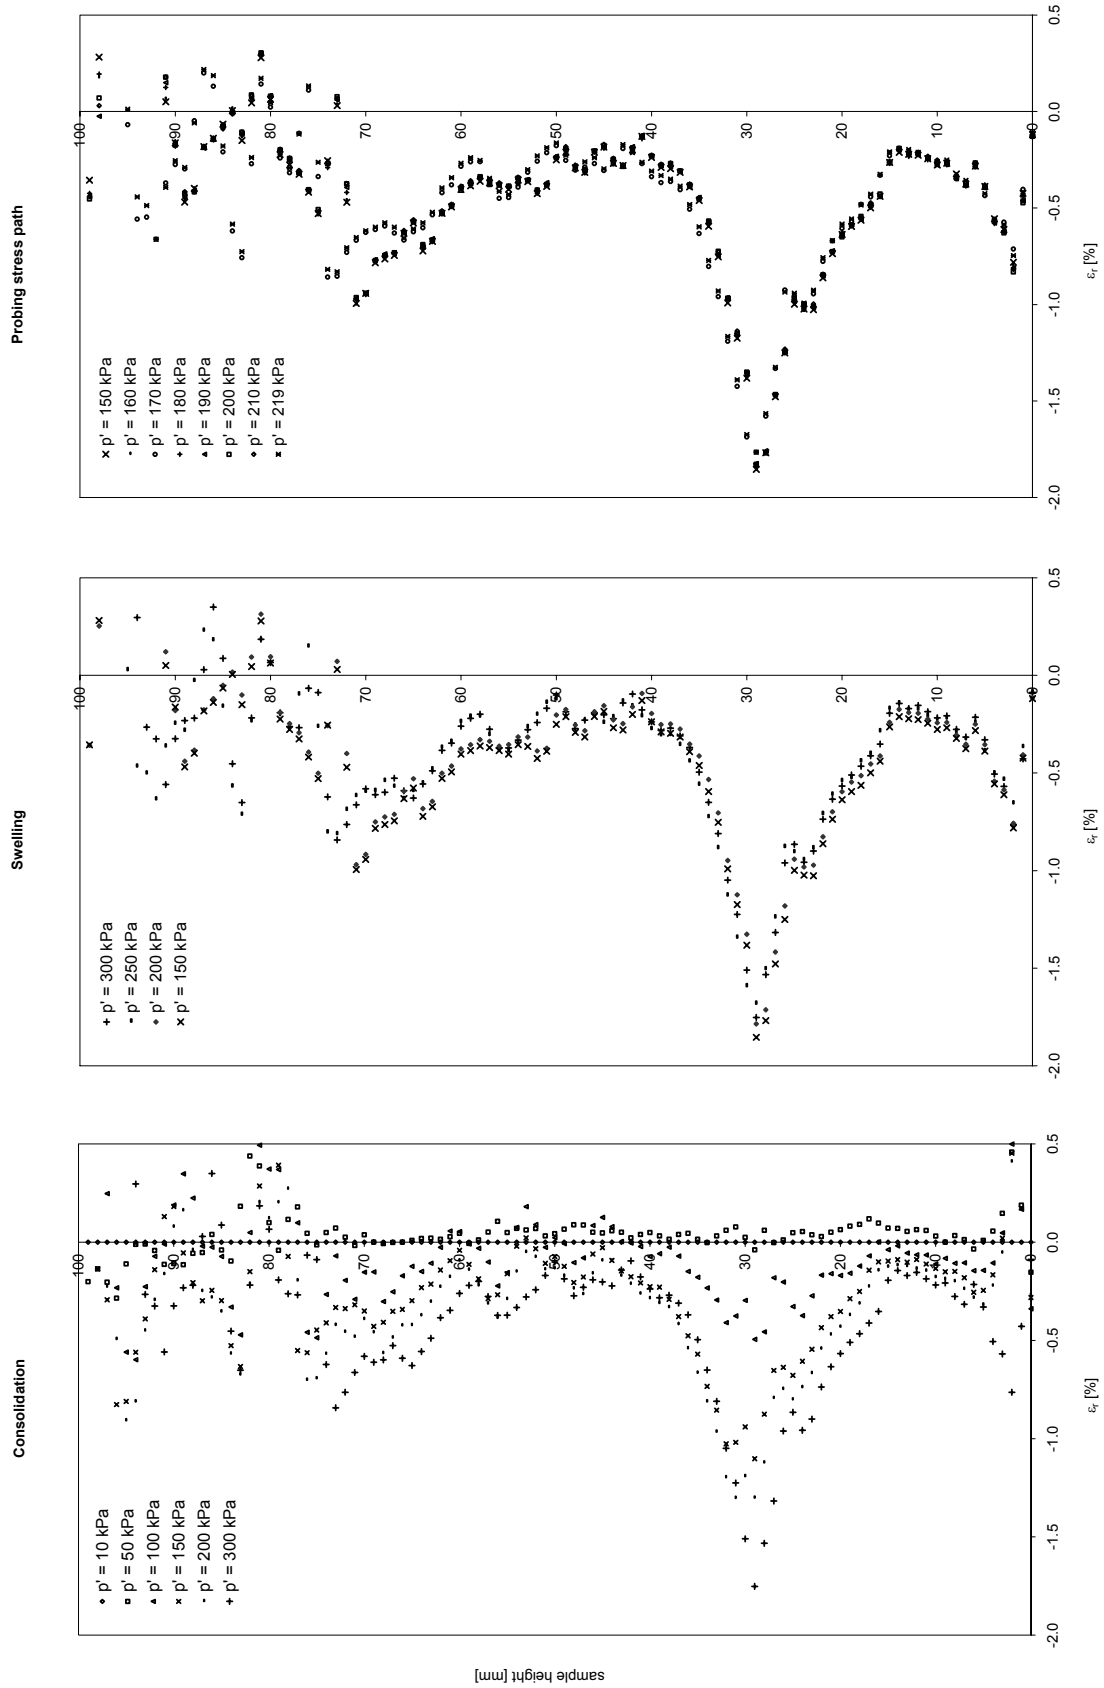 Consolidation
p' = 10 kPa
p' = 50 kPa
p' = 100 kPa
p' = 150 kPa
p' = 200 kPa
p' = 300 kPa
sample height [mm]
100
90
80
70
60
50
40
30
20
10
0
-2.0
-1.5
-1.0
-0.5
0.0
0.5
εr [%]
Swelling
p' = 300 kPa
p' = 250 kPa
p' = 200 kPa
p' = 150 kPa
100
90
80
70
60
50
40
30
20
10
0
-2.0
-1.5
-1.0
-0.5
0.0
0.5
εr [%]
Probing stress path
p' = 150 kPa
p' = 160 kPa
p' = 170 kPa
p' = 180 kPa
p' = 190 kPa
p' = 200 kPa
p' = 210 kPa
p' = 219 kPa
100
90
80
70
60
50
40
30
20
10
0
-2.0
-1.5
-1.0
-0.5
0.0
0.5
εr [%]